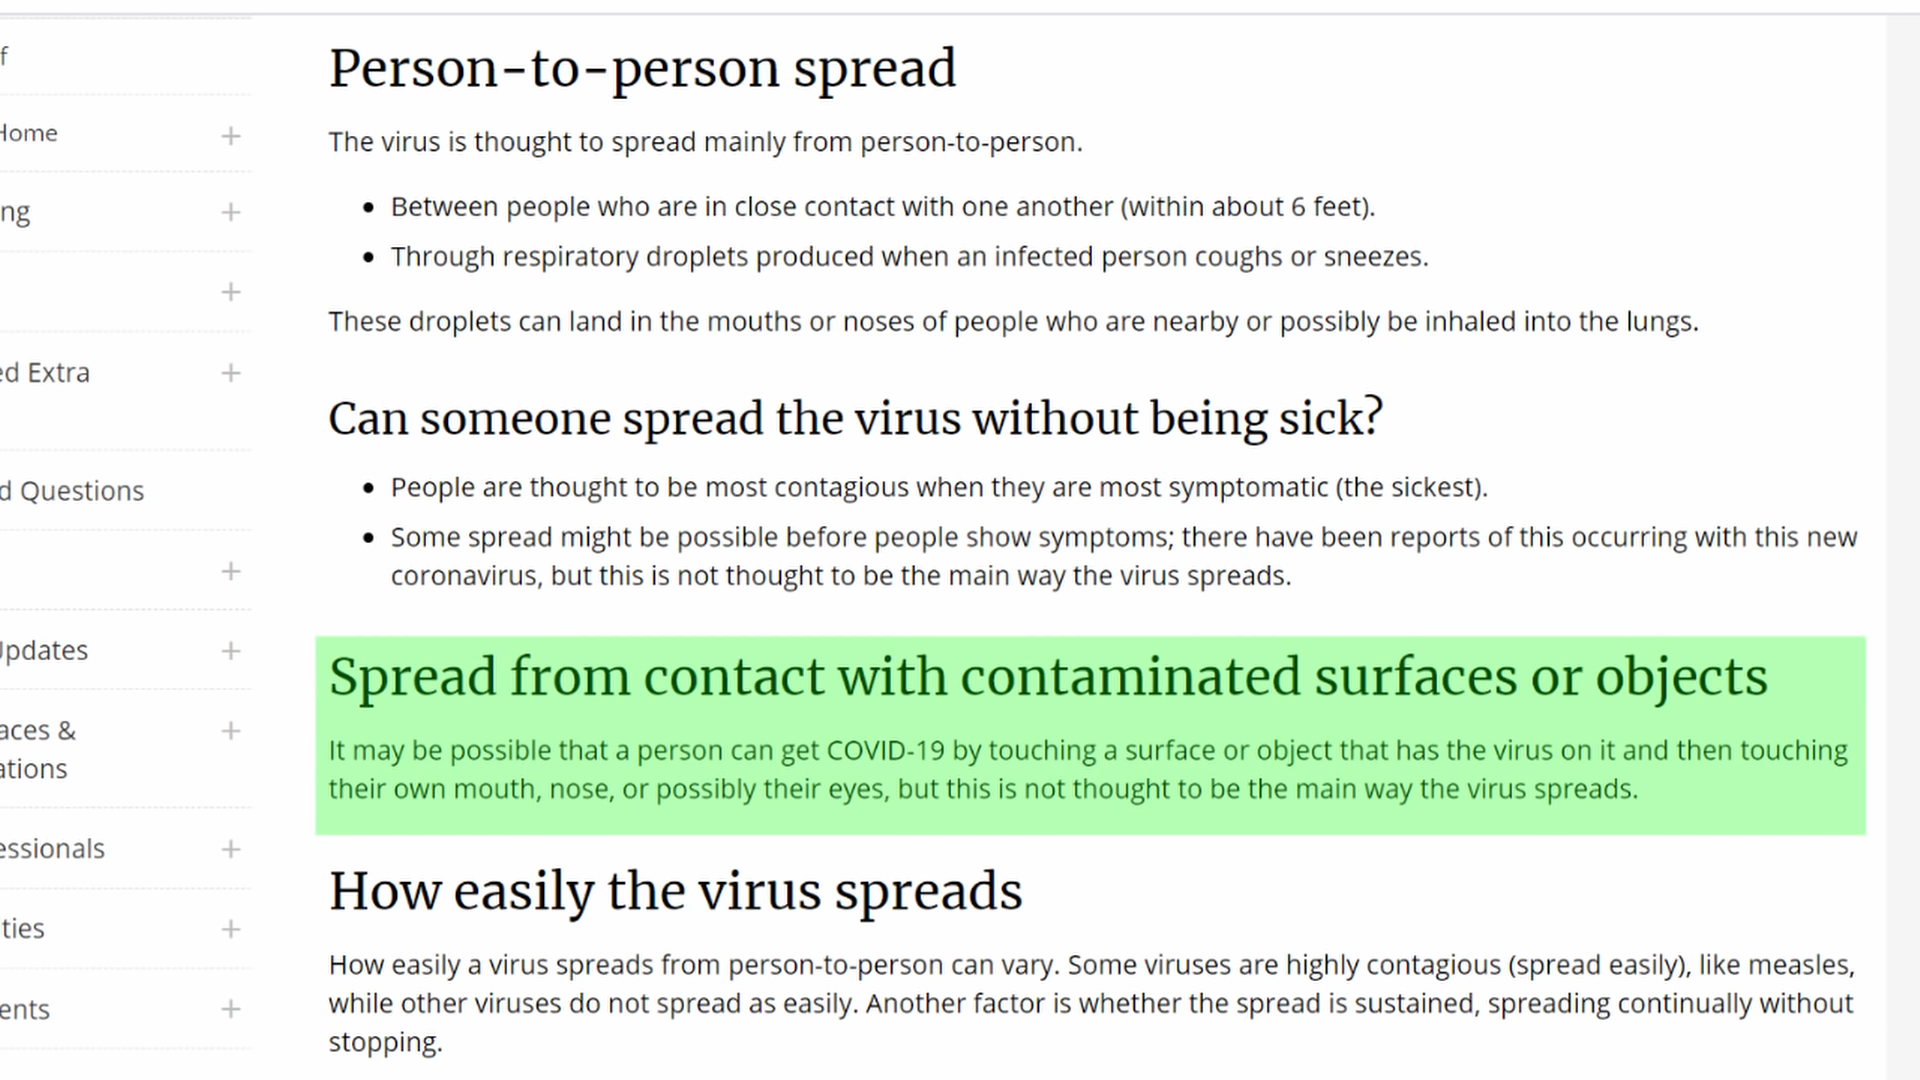 f
Person-to-person spread
Home
The virus is thought to spread mainly from person-to-person.
ng
• Between people who are in close contact with one another (within about 6 feet).
• Through respiratory droplets produced when an infected person coughs or sneezes.
These droplets can land in the mouths or noses of people who are nearby or possibly be inhaled into the lungs.
ed Extra
Can someone spread the virus without being sick?
d Questions
• People are thought to be most contagious when they are most symptomatic (the sickest).
• Some spread might be possible before people show symptoms; there have been reports of this occurring with this new
coronavirus, but this is not thought to be the main way the virus spreads.
Updates
Spread from contact with contaminated surfaces or objects
aces &
ations
It may be possible that a person can get COVID-19 by touching a surface or object that has the virus on it and then touching
their own mouth, nose, or possibly their eyes, but this is not thought to be the main way the virus spreads.
essionals
How easily the virus spreads
ties
How easily a virus spreads from person-to-person can vary. Some viruses are highly contagious (spread easily), like measles,
while other viruses do not spread as easily. Another factor is whether the spread is sustained, spreading continually without
stopping.
ents